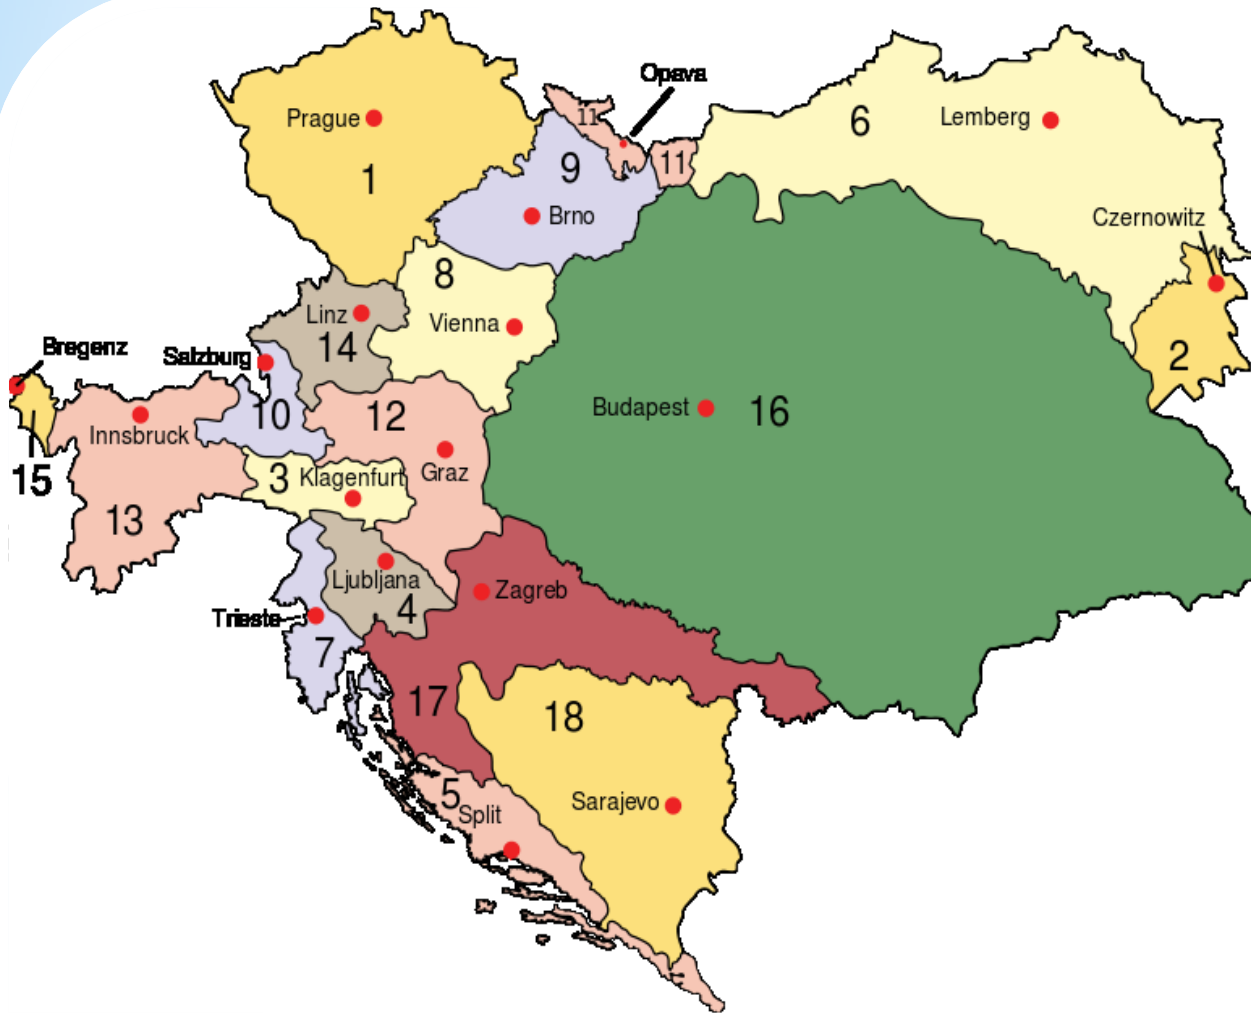 Opava
11
6
Lemberg
Prague
1
9
11
Brno
Czernowitz
8
2
Linz
Vienna
14
Bregenz
Salzburg
15
Innsbruck
10
12
Budapest
16
3
Klagenfurt
Graz
13
Ljubljana
4
Zagreb
Trieste
7
17
18
5
Split
Sarajevo